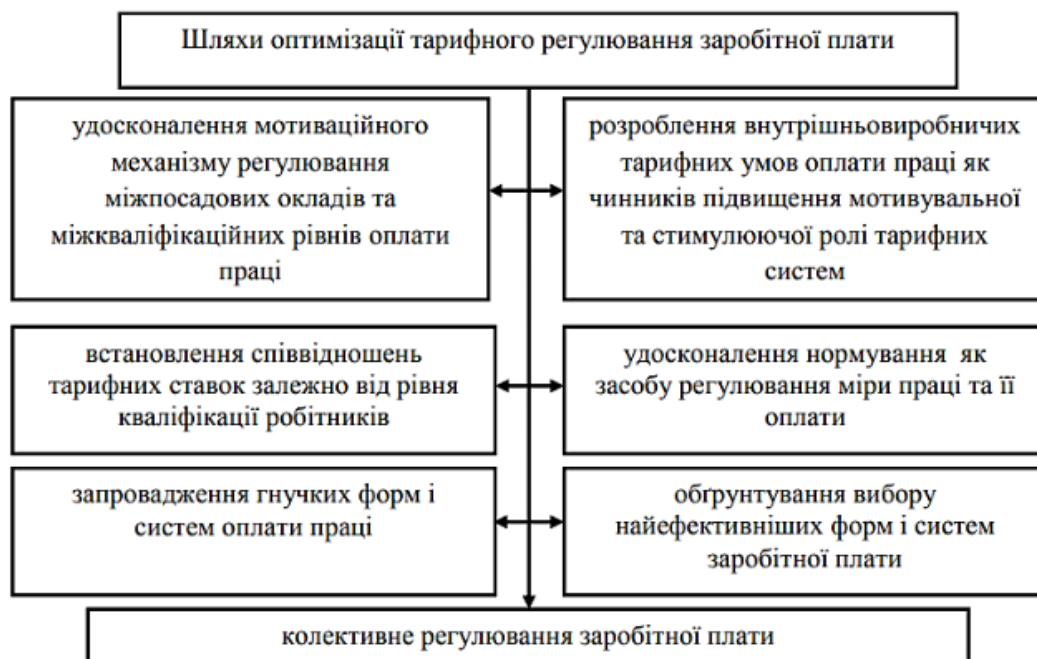 Шляхи оптимізації тарифного регулювання заробітної плати
удосконалення мотиваційного
механізму регулювання
міжпосадових окладів та
міжкваліфікаційних рівнів оплати
праці
розроблення внутрішньовиробничих
тарифних умов оплати праці як
чинників підвищення мотивувальної
та стимулюючої ролі тарифних
систем
встановлення співвідношень
тарифних ставок залежно від рівня
кваліфікації робітників
удосконалення нормування як
засобу регулювання міри праці та її
оплати
запровадження гнучких форм і
систем оплати праці
обґрунтування вибору
найефективніших форм і систем
заробітної плати
колективне регулювання заробітної плати